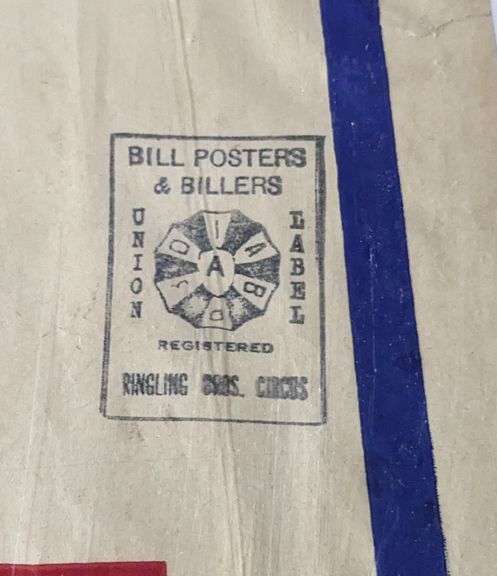 BILL POSTERS
& BILLERS
UNION
I
A
B
A
LABEL
REGISTERED
RINGLING BROS. CIRCUS